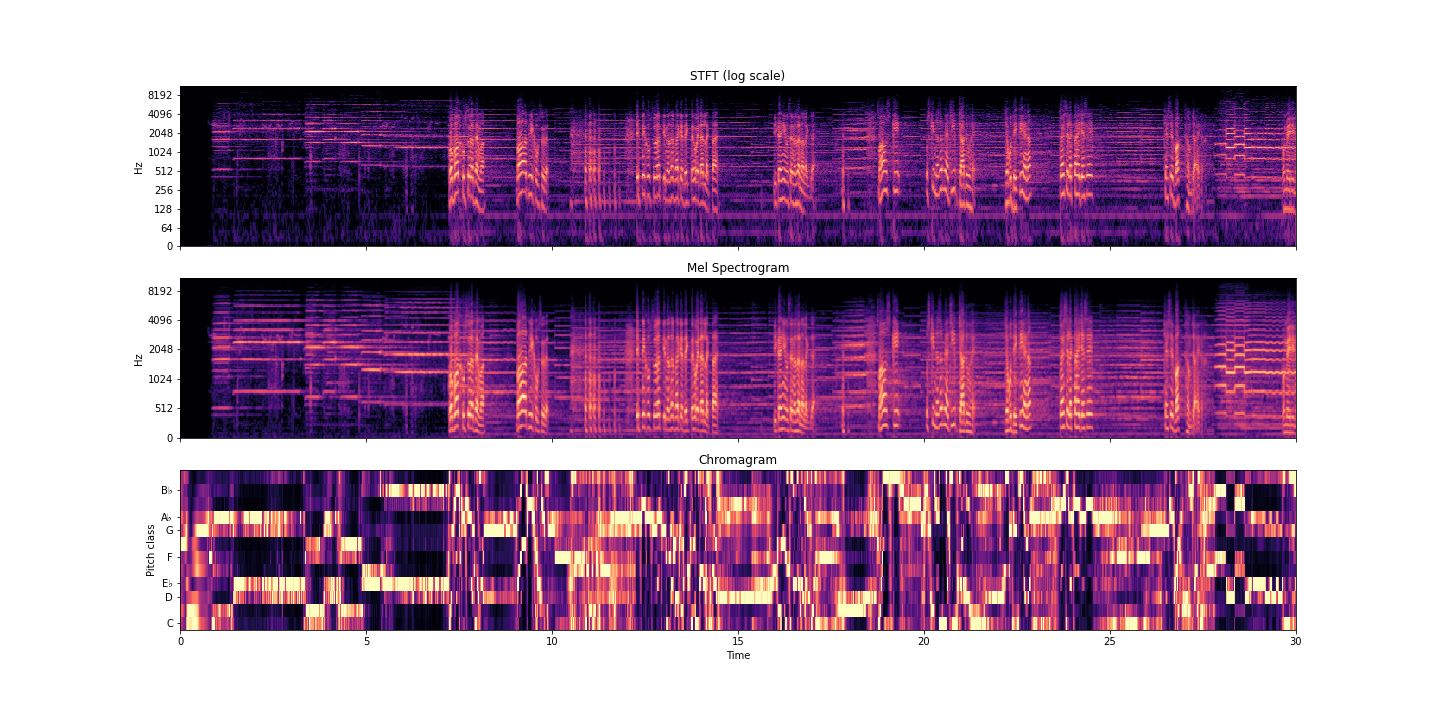 STFT (log scale)
8192
4096
2048
1024
512
256
128
64
0
Hz
Mel Spectrogram
8192
4096
2048
1024
512
0
Hz
Chromagram
B♭
A♭
G
F
E♭
D
C
Pitch class
0 5 10 15 20 25 30
Time